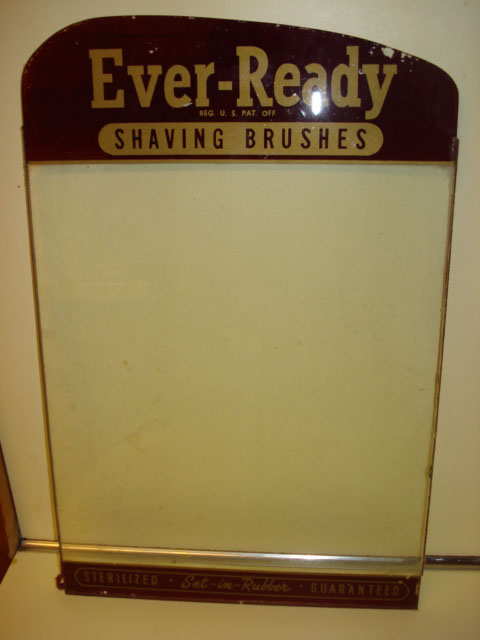 Ever-Ready
REG. U. S. PAT. OFF
SHAVING BRUSHES
STERILIZED · Set-in-Rubber · GUARANTEED